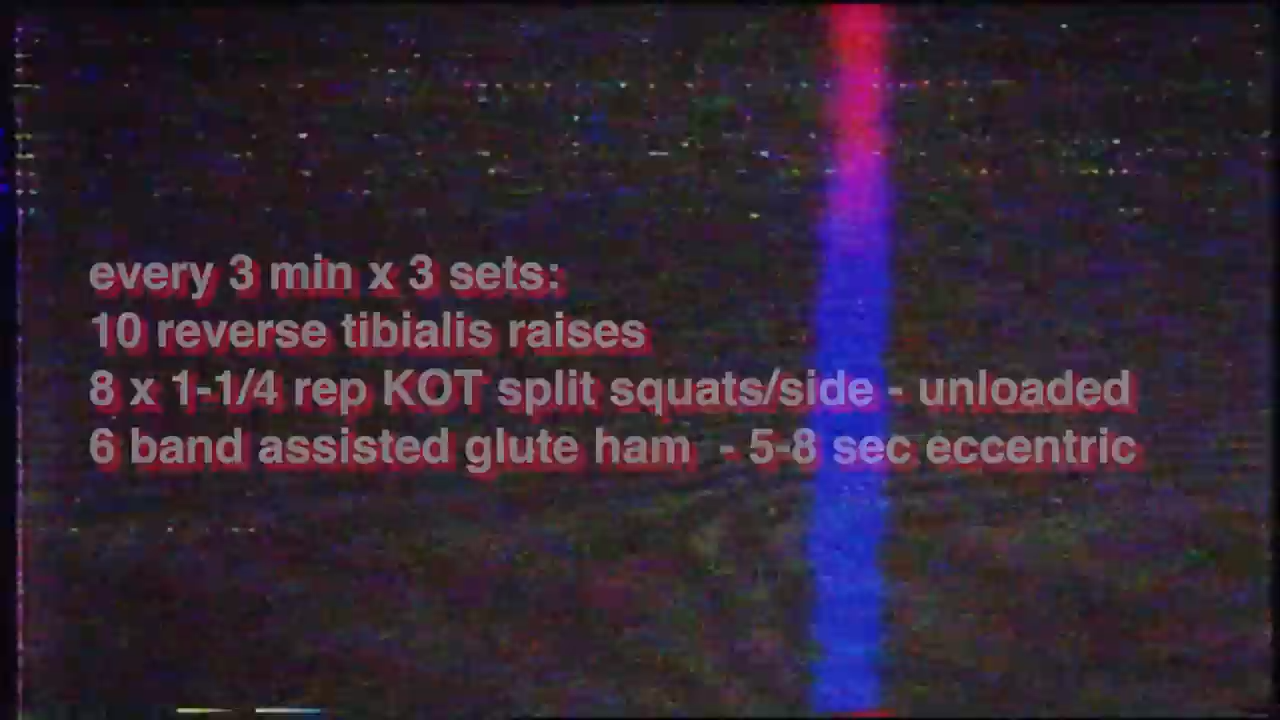 every 3 min x 3 sets:
10 reverse tibialis raises
8 x 1-1/4 rep KOT split squats/side - unloaded
6 band assisted glute ham - 5-8 sec eccentric